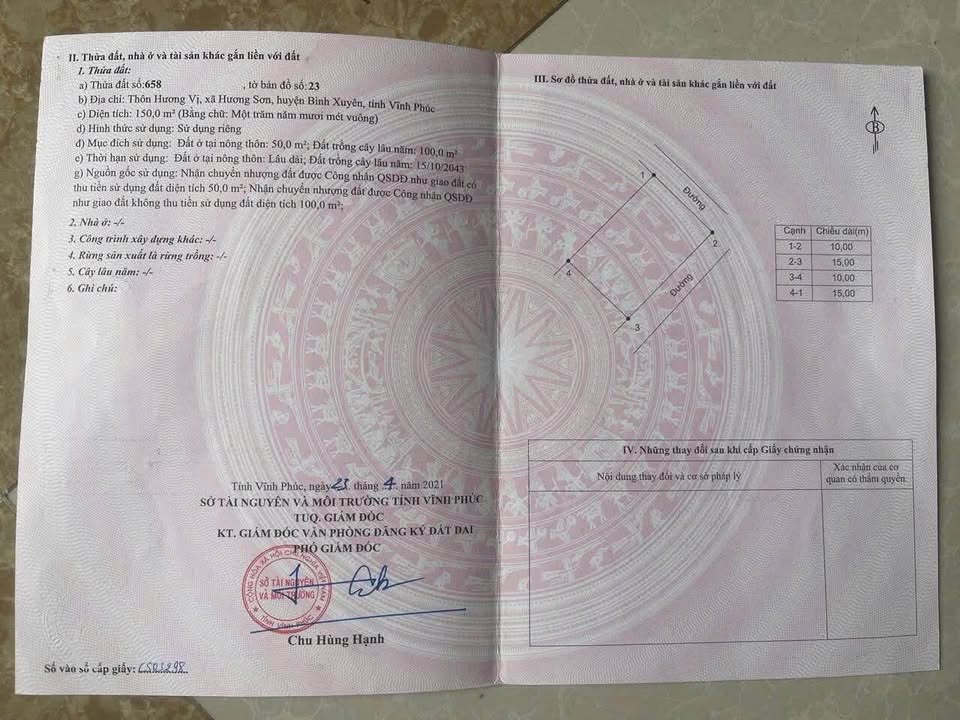 II. Thửa đất, nhà ở và tài sản khác gắn liền với đất
1. Thửa đất:
a) Thửa đất số:658 , tờ bản đồ số: 23
b) Địa chỉ: Thôn Hương Vị, xã Hương Sơn, huyện Bình Xuyên, tỉnh Vĩnh Phúc
c) Diện tích: 150,0 m² (Bằng chữ: Một trăm năm mươi mét vuông)
d) Hình thức sử dụng: Sử dụng riêng
đ) Mục đích sử dụng: Đất ở tại nông thôn: 50,0 m²; Đất trồng cây lâu năm: 100,0 m²
e) Thời hạn sử dụng: Đất ở tại nông thôn: Lâu dài; Đất trồng cây lâu năm: 15/10/2043
g) Nguồn gốc sử dụng: Nhận chuyển nhượng đất được Công nhận QSDĐ như giao đất có
thu tiền sử dụng đất diện tích 50,0 m²; Nhận chuyển nhượng đất được Công nhận QSDĐ
như giao đất không thu tiền sử dụng đất diện tích 100,0 m²;
2. Nhà ở: -/-
3. Công trình xây dựng khác: -/-
4. Rừng sản xuất là rừng trồng: -/-
5. Cây lâu năm: -/-
6. Ghi chú:
Tỉnh Vĩnh Phúc, ngày 23 tháng 4 năm 2021
SỞ TÀI NGUYÊN VÀ MÔI TRƯỜNG TỈNH VĨNH PHÚC
TUQ. GIÁM ĐỐC
KT. GIÁM ĐỐC VĂN PHÒNG ĐĂNG KÝ ĐẤT ĐAI
PHÓ GIÁM ĐỐC
CỘNG HÒA XÃ HỘI CHỦ NGHĨA VIỆT NAM
SỞ TÀI NGUYÊN
VÀ MÔI TRƯỜNG
TỈNH VĨNH PHÚC
Chu Hùng Hạnh
Số vào sổ cấp giấy: CS01298
III. Sơ đồ thửa đất, nhà ở và tài sản khác gắn liền với đất
B
1
Đường
2
4
Đường
3
Cạnh Chiều dài(m)
1-2 10,00
2-3 15,00
3-4 10,00
4-1 15,00
IV. Những thay đổi sau khi cấp Giấy chứng nhận
Nội dung thay đổi và cơ sở pháp lý
Xác nhận của cơ
quan có thẩm quyền